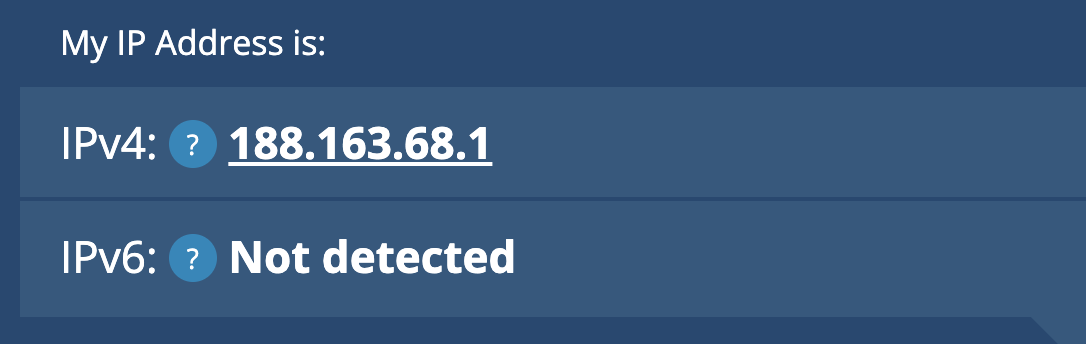 My IP Address is:
IPv4: ? 188.163.68.1
IPv6: ? Not detected